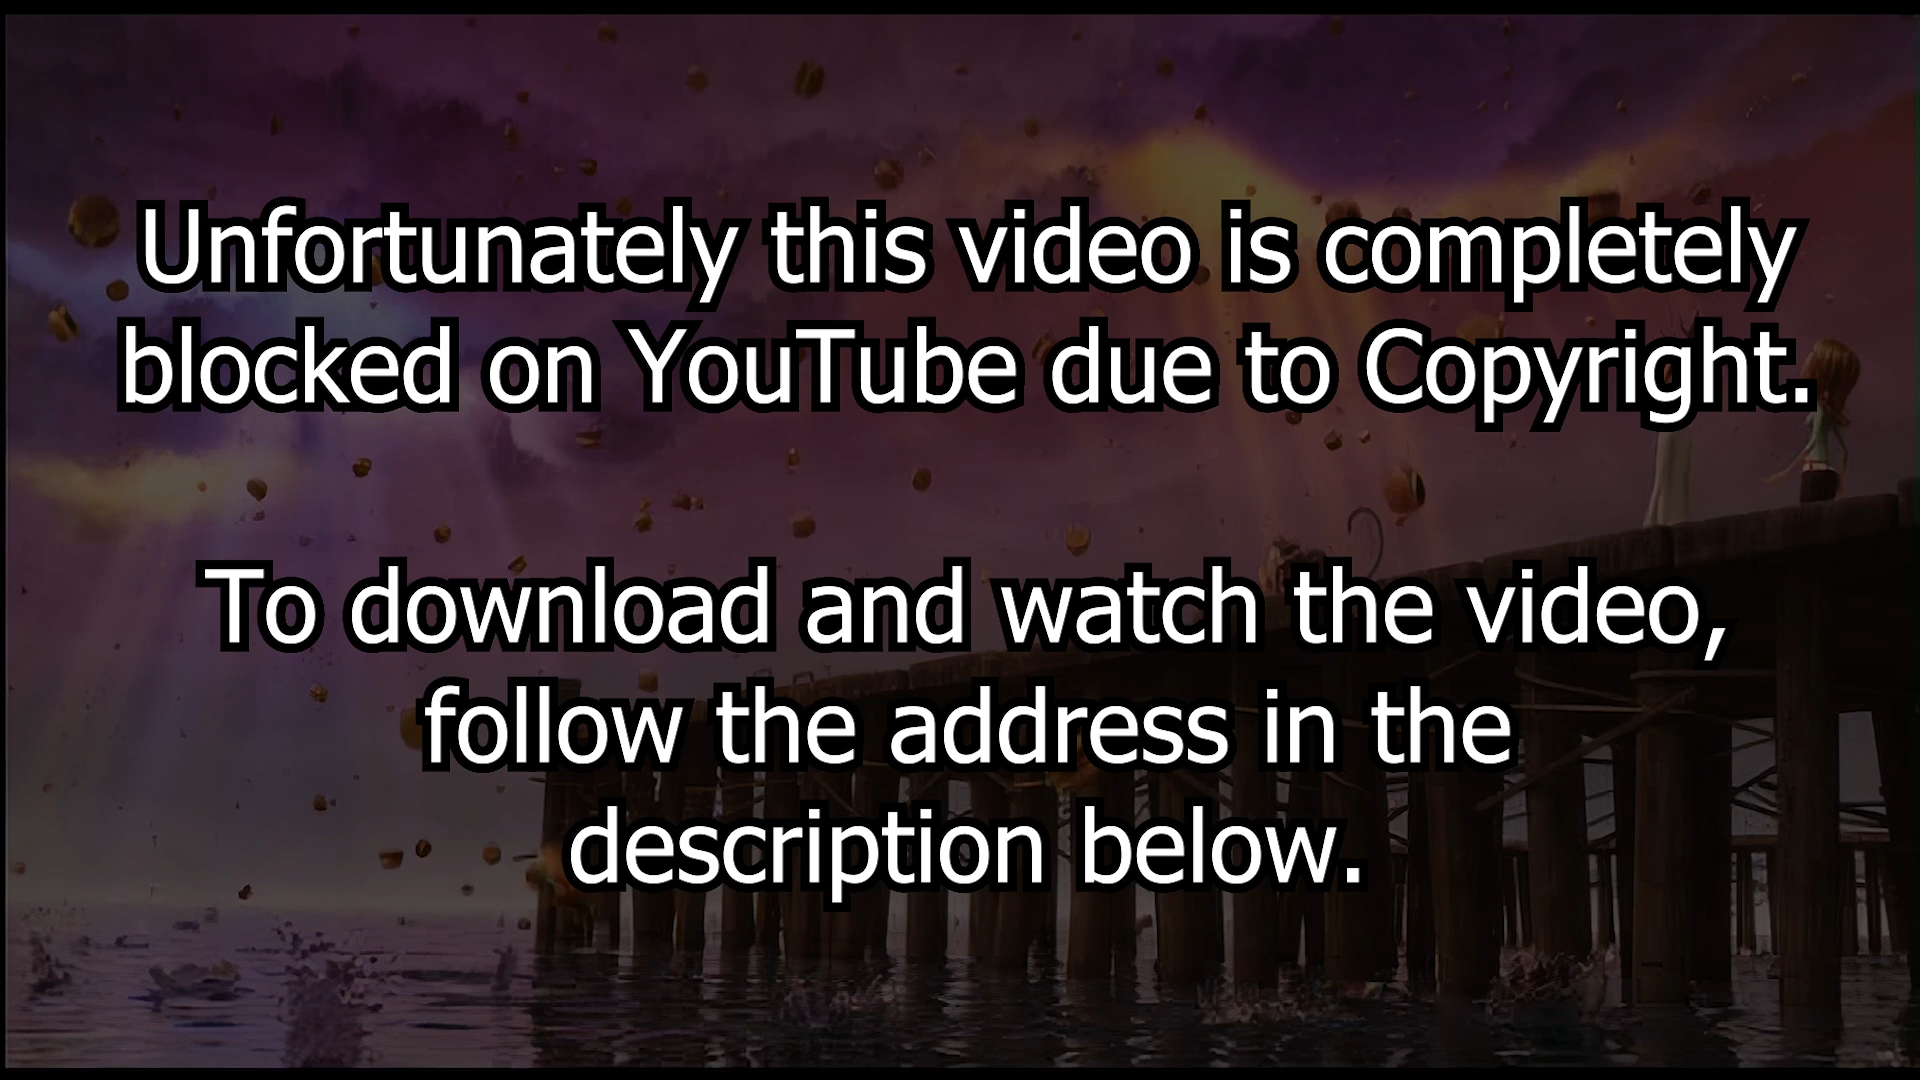 Unfortunately this video is completely
blocked on YouTube due to Copyright.
To download and watch the video,
follow the address in the
description below.